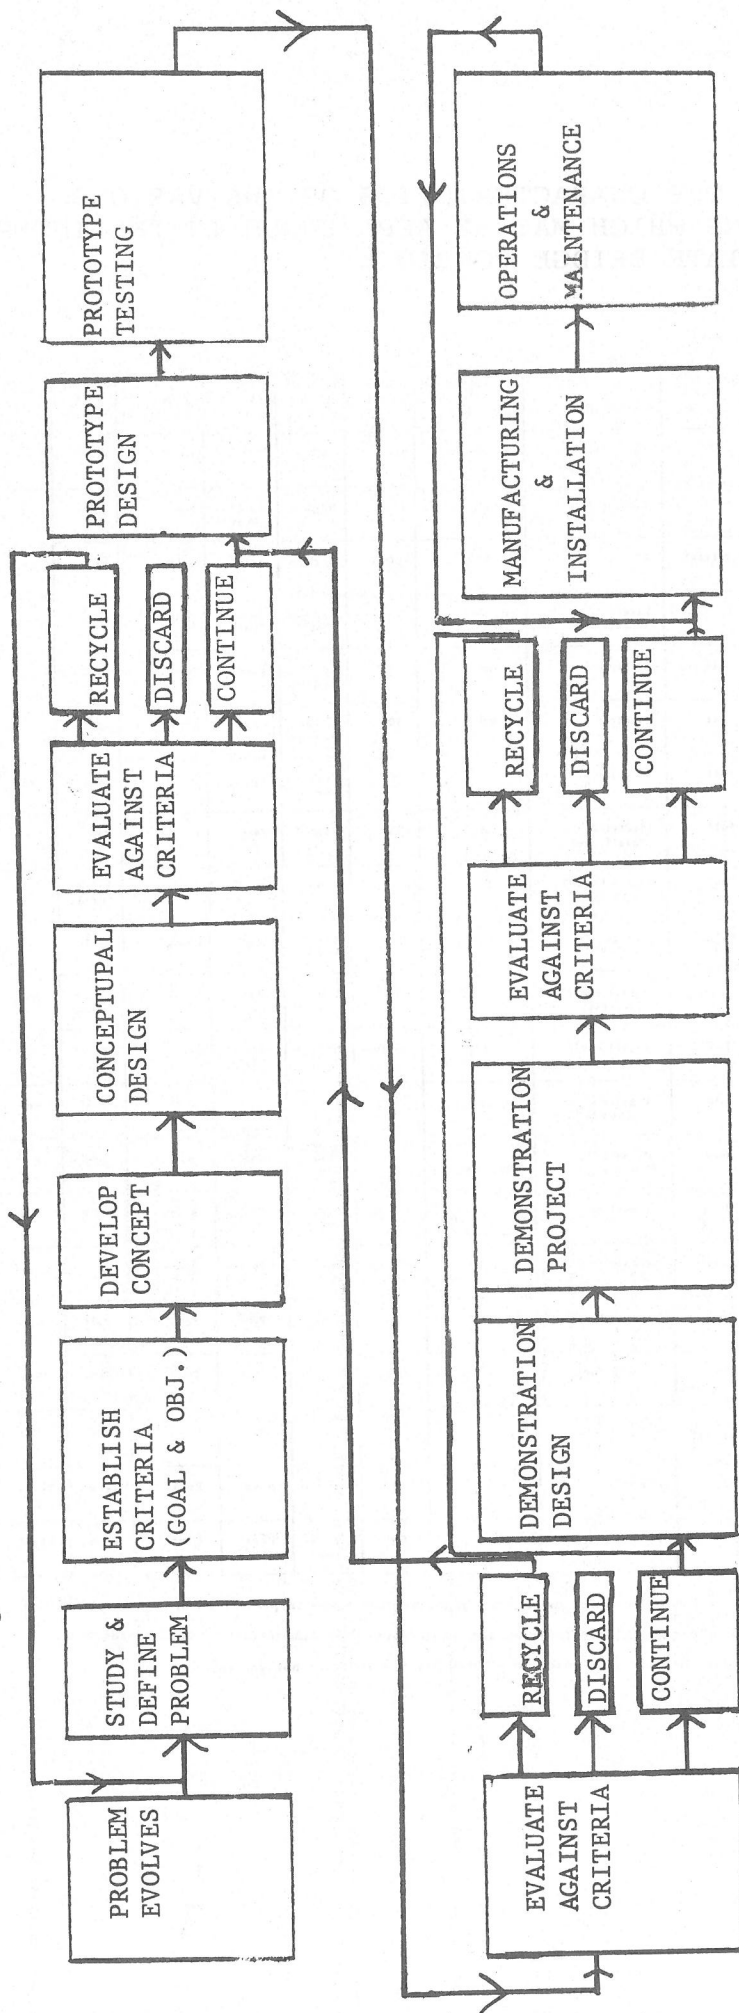 PROBLEM
EVOLVES
STUDY &
DEFINE
PROBLEM
ESTABLISH
CRITERIA
(GOAL & OBJ.)
DEVELOP
CONCEPT
CONCEPTUPAL
DESIGN
EVALUATE
AGAINST
CRITERIA
RECYCLE
DISCARD
CONTINUE
PROTOTYPE
DESIGN
PROTOTYPE
TESTING
EVALUATE
AGAINST
CRITERIA
RECYCLE
DISCARD
CONTINUE
DEMONSTRATION
DESIGN
DEMONSTRATION
PROJECT
EVALUATE
AGAINST
CRITERIA
RECYCLE
DISCARD
CONTINUE
MANUFACTURING
&
INSTALLATION
OPERATIONS
&
MAINTENANCE